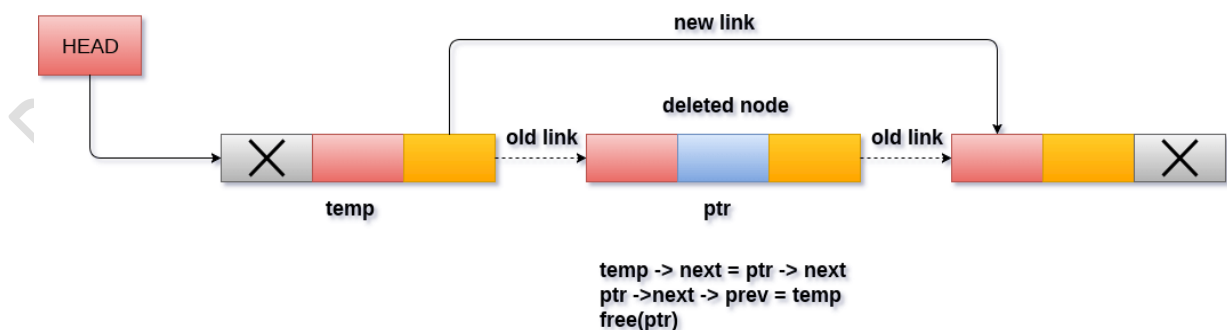 new link
HEAD
deleted node
old link
old link
temp
ptr
temp -> next = ptr -> next
ptr ->next -> prev = temp
free(ptr)